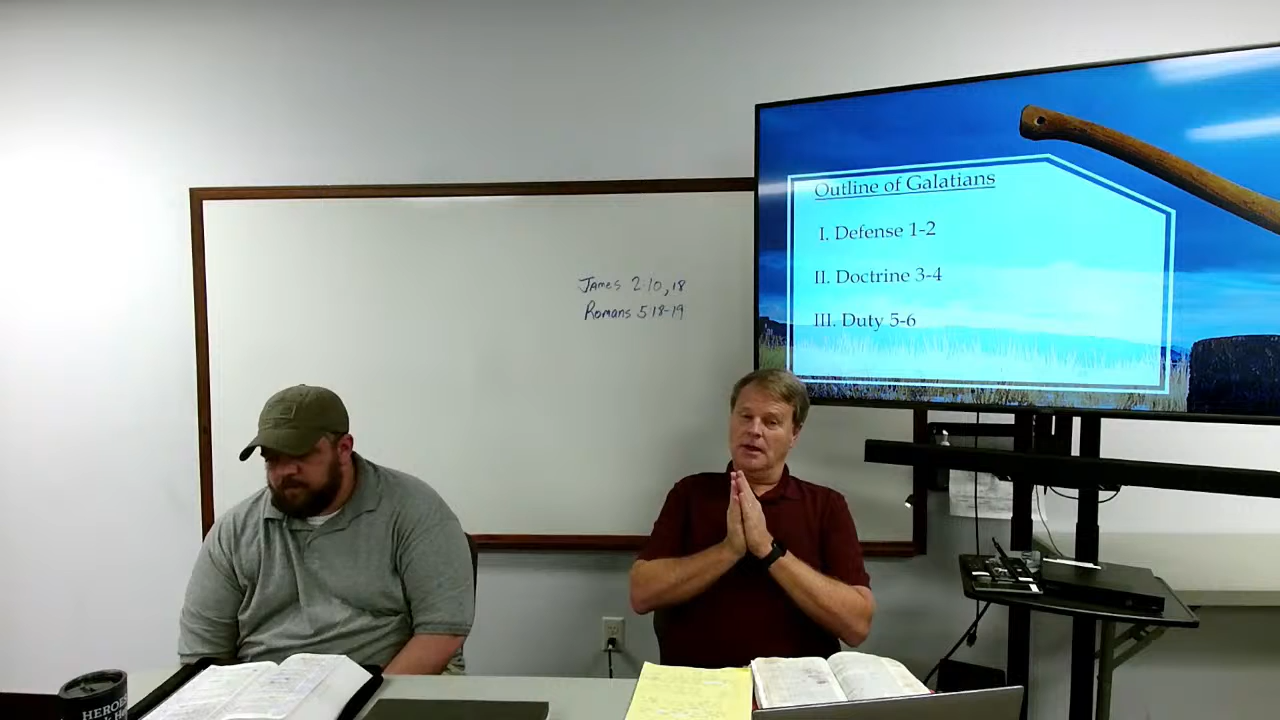 Outline of Galatians
I. Defense 1-2
II. Doctrine 3-4
III. Duty 5-6
James 2:10,18
Romans 5:18-19
HEROES